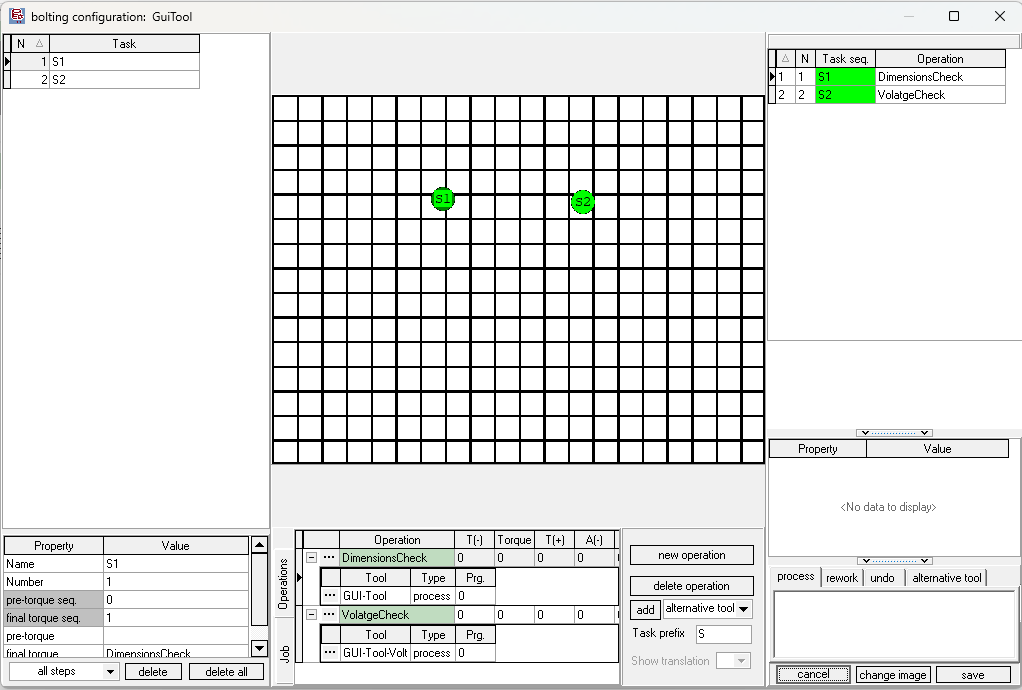 bolting configuration: GuiTool
N Task
1 S1
2 S2
S1 S2
N Task seq. Operation
1 1 S1 DimensionsCheck
2 2 S2 VolatgeCheck
Property Value
<No data to display>
Property Value
Name S1
Number 1
pre-torque seq. 0
final torque seq. 1
pre-torque
final torque DimensionsCheck
all steps delete delete all
Operations
Job
Operation T(-) Torque T(+) A(-)
DimensionsCheck 0 0 0 0
Tool Type Prg.
GUI-Tool process 0
VolatgeCheck 0 0 0 0
Tool Type Prg.
GUI-Tool-Volt process 0
new operation
delete operation
add alternative tool
Task prefix S
Show translation
process rework undo alternative tool
cancel change image save